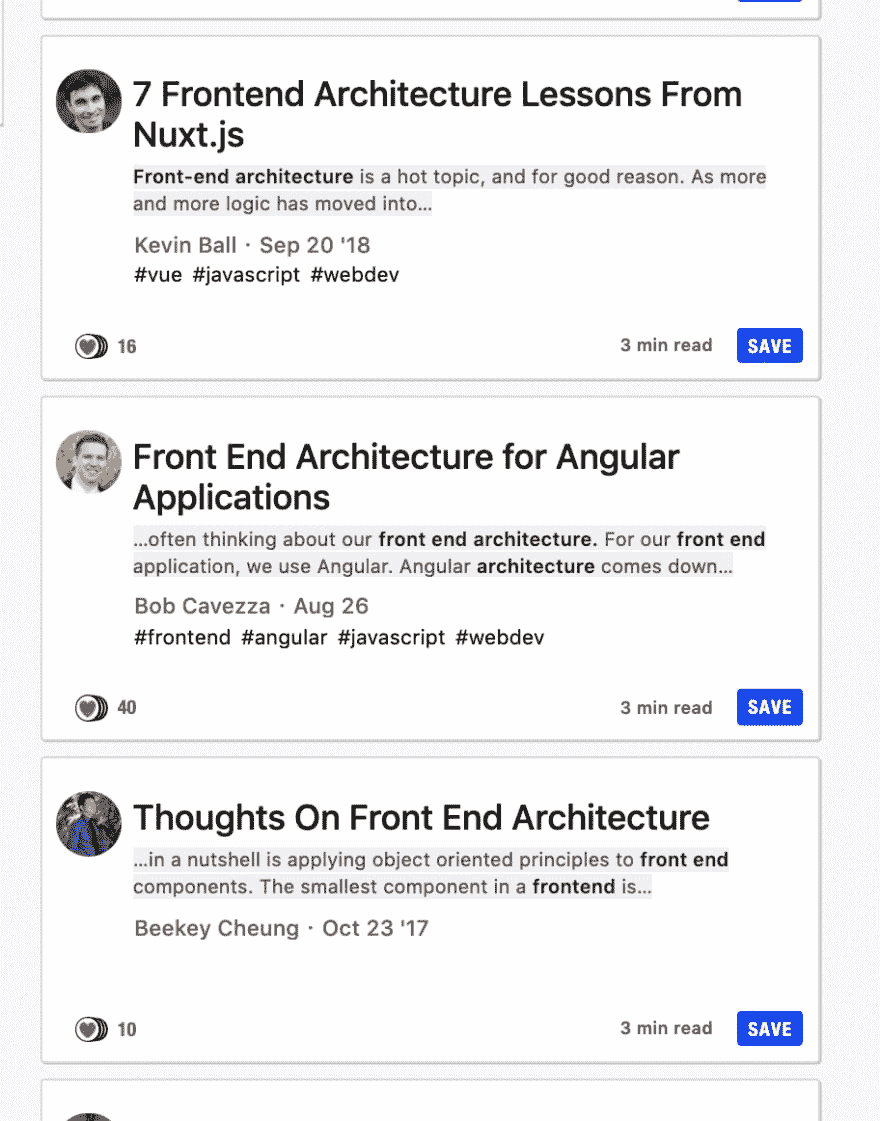 7 Frontend Architecture Lessons From
Nuxt.js
Front-end architecture is a hot topic, and for good reason. As more
and more logic has moved into...
Kevin Ball · Sep 20 '18
#vue #javascript #webdev
16
3 min read
SAVE
Front End Architecture for Angular
Applications
...often thinking about our front end architecture. For our front end
application, we use Angular. Angular architecture comes down...
Bob Cavezza · Aug 26
#frontend #angular #javascript #webdev
40
3 min read
SAVE
Thoughts On Front End Architecture
...in a nutshell is applying object oriented principles to front end
components. The smallest component in a frontend is...
Beekey Cheung · Oct 23 '17
10
3 min read
SAVE